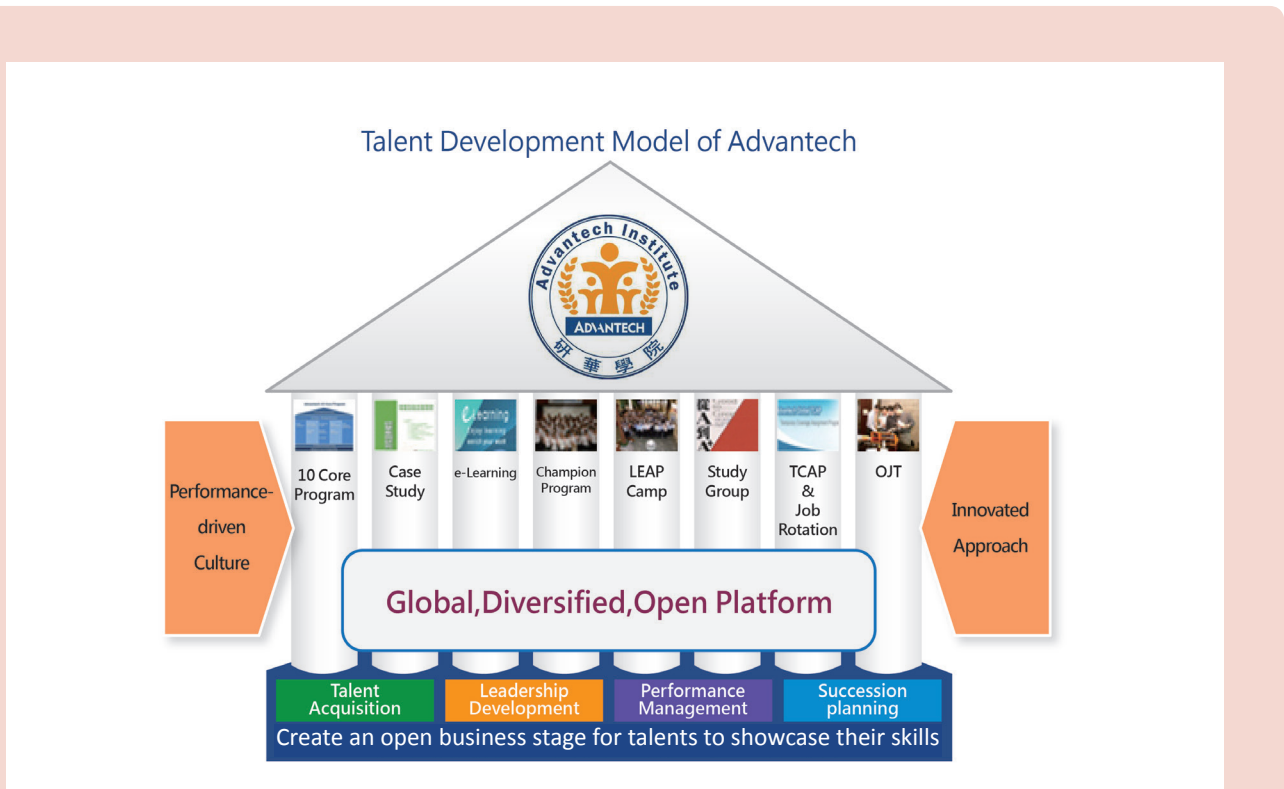 Talent Development Model of Advantech
Advantech Institute
ADVANTECH
研華學院
10 Core
Program
Case
Study
e-Learning
Champion
Program
LEAP
Camp
Study
Group
TCAP
&
Job
Rotation
OJT
Performance-
driven
Culture
Innovated
Approach
Global,Diversified,Open Platform
Talent
Acquisition
Leadership
Development
Performance
Management
Succession
planning
Create an open business stage for talents to showcase their skills